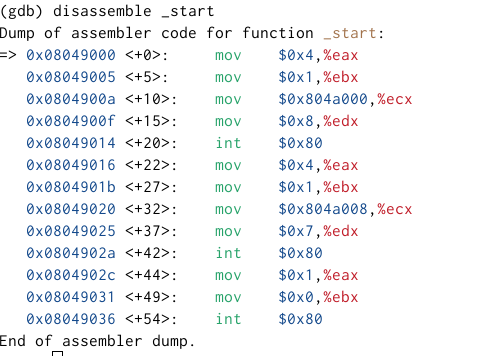 (gdb) disassemble _start
Dump of assembler code for function _start:
=> 0x08049000 <+0>:     mov    $0x4,%eax
   0x08049005 <+5>:     mov    $0x1,%ebx
   0x0804900a <+10>:    mov    $0x804a000,%ecx
   0x0804900f <+15>:    mov    $0x8,%edx
   0x08049014 <+20>:    int    $0x80
   0x08049016 <+22>:    mov    $0x4,%eax
   0x0804901b <+27>:    mov    $0x1,%ebx
   0x08049020 <+32>:    mov    $0x804a008,%ecx
   0x08049025 <+37>:    mov    $0x7,%edx
   0x0804902a <+42>:    int    $0x80
   0x0804902c <+44>:    mov    $0x1,%eax
   0x08049031 <+49>:    mov    $0x0,%ebx
   0x08049036 <+54>:    int    $0x80
End of assembler dump.